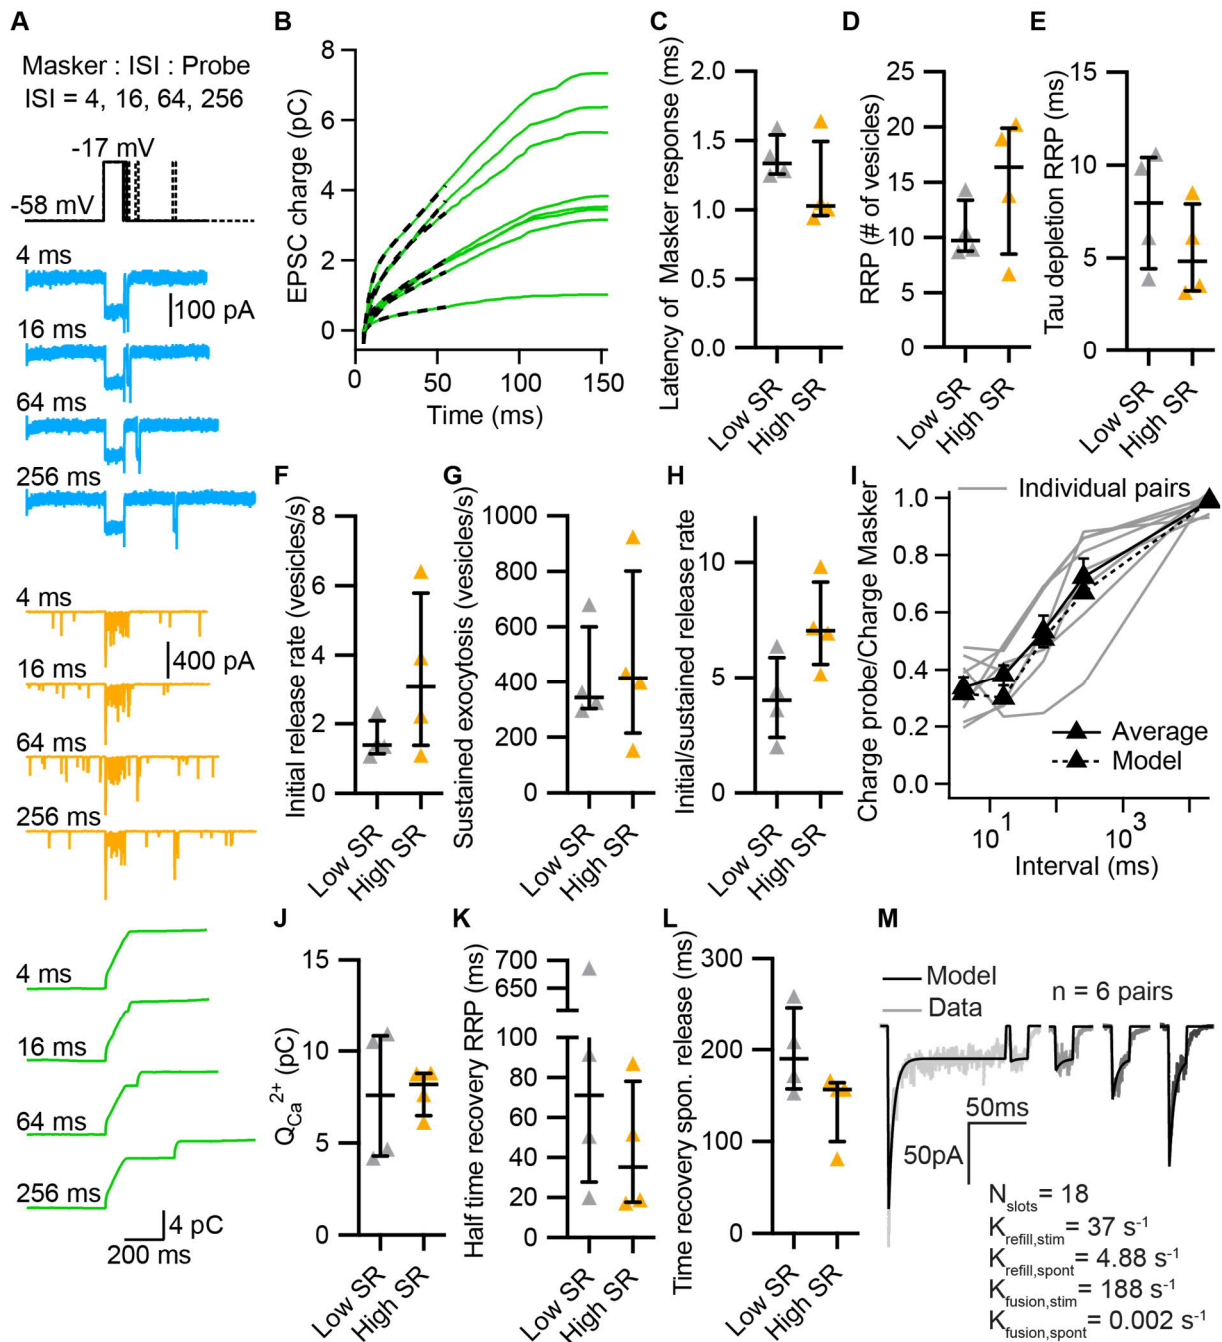 A
Masker : ISI : Probe
ISI = 4, 16, 64, 256
-17 mV
-58 mV
4 ms
100 pA
16 ms
64 ms
256 ms
4 ms
400 pA
16 ms
64 ms
256 ms
4 ms
16 ms
64 ms
256 ms
4 pC
200 ms
B
EPSC charge (pC)
8
6
4
2
0
0
50
100
150
Time (ms)
C
Latency of Masker response (ms)
2.0
1.5
1.0
0.5
0.0
Low SR
High SR
D
RRP (# of vesicles)
25
20
15
10
5
0
Low SR
High SR
E
Tau depletion RRP (ms)
15
10
5
0
Low SR
High SR
F
Initial release rate (vesicles/s)
8
6
4
2
0
Low SR
High SR
G
Sustained exocytosis (vesicles/s)
1000
800
600
400
200
0
Low SR
High SR
H
Initial/sustained release rate
10
5
0
Low SR
High SR
I
Charge probe/Charge Masker
1.0
0.8
0.6
0.4
0.2
0.0
Individual pairs
Average
Model
10¹
10³
Interval (ms)
J
Q_Ca²⁺ (pC)
15
10
5
0
Low SR
High SR
K
Half time recovery RRP (ms)
700
650
100
80
60
40
20
0
Low SR
High SR
L
Time recovery spon. release (ms)
300
200
100
0
Low SR
High SR
M
Model
Data
n = 6 pairs
50ms
50pA
N_slots = 18
K_refill,stim = 37 s⁻¹
K_refill,spont = 4.88 s⁻¹
K_fusion,stim = 188 s⁻¹
K_fusion,spont = 0.002 s⁻¹